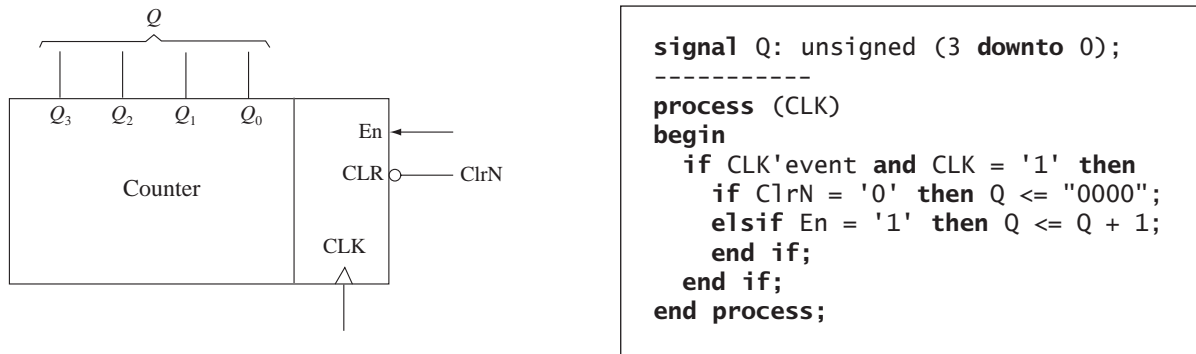 Q
Q3 Q2 Q1 Q0
En
CLR ClrN
Counter
CLK
signal Q: unsigned (3 downto 0);
-----------
process (CLK)
begin
if CLK'event and CLK = '1' then
if ClrN = '0' then Q <= "0000";
elsif En = '1' then Q <= Q + 1;
end if;
end if;
end process;